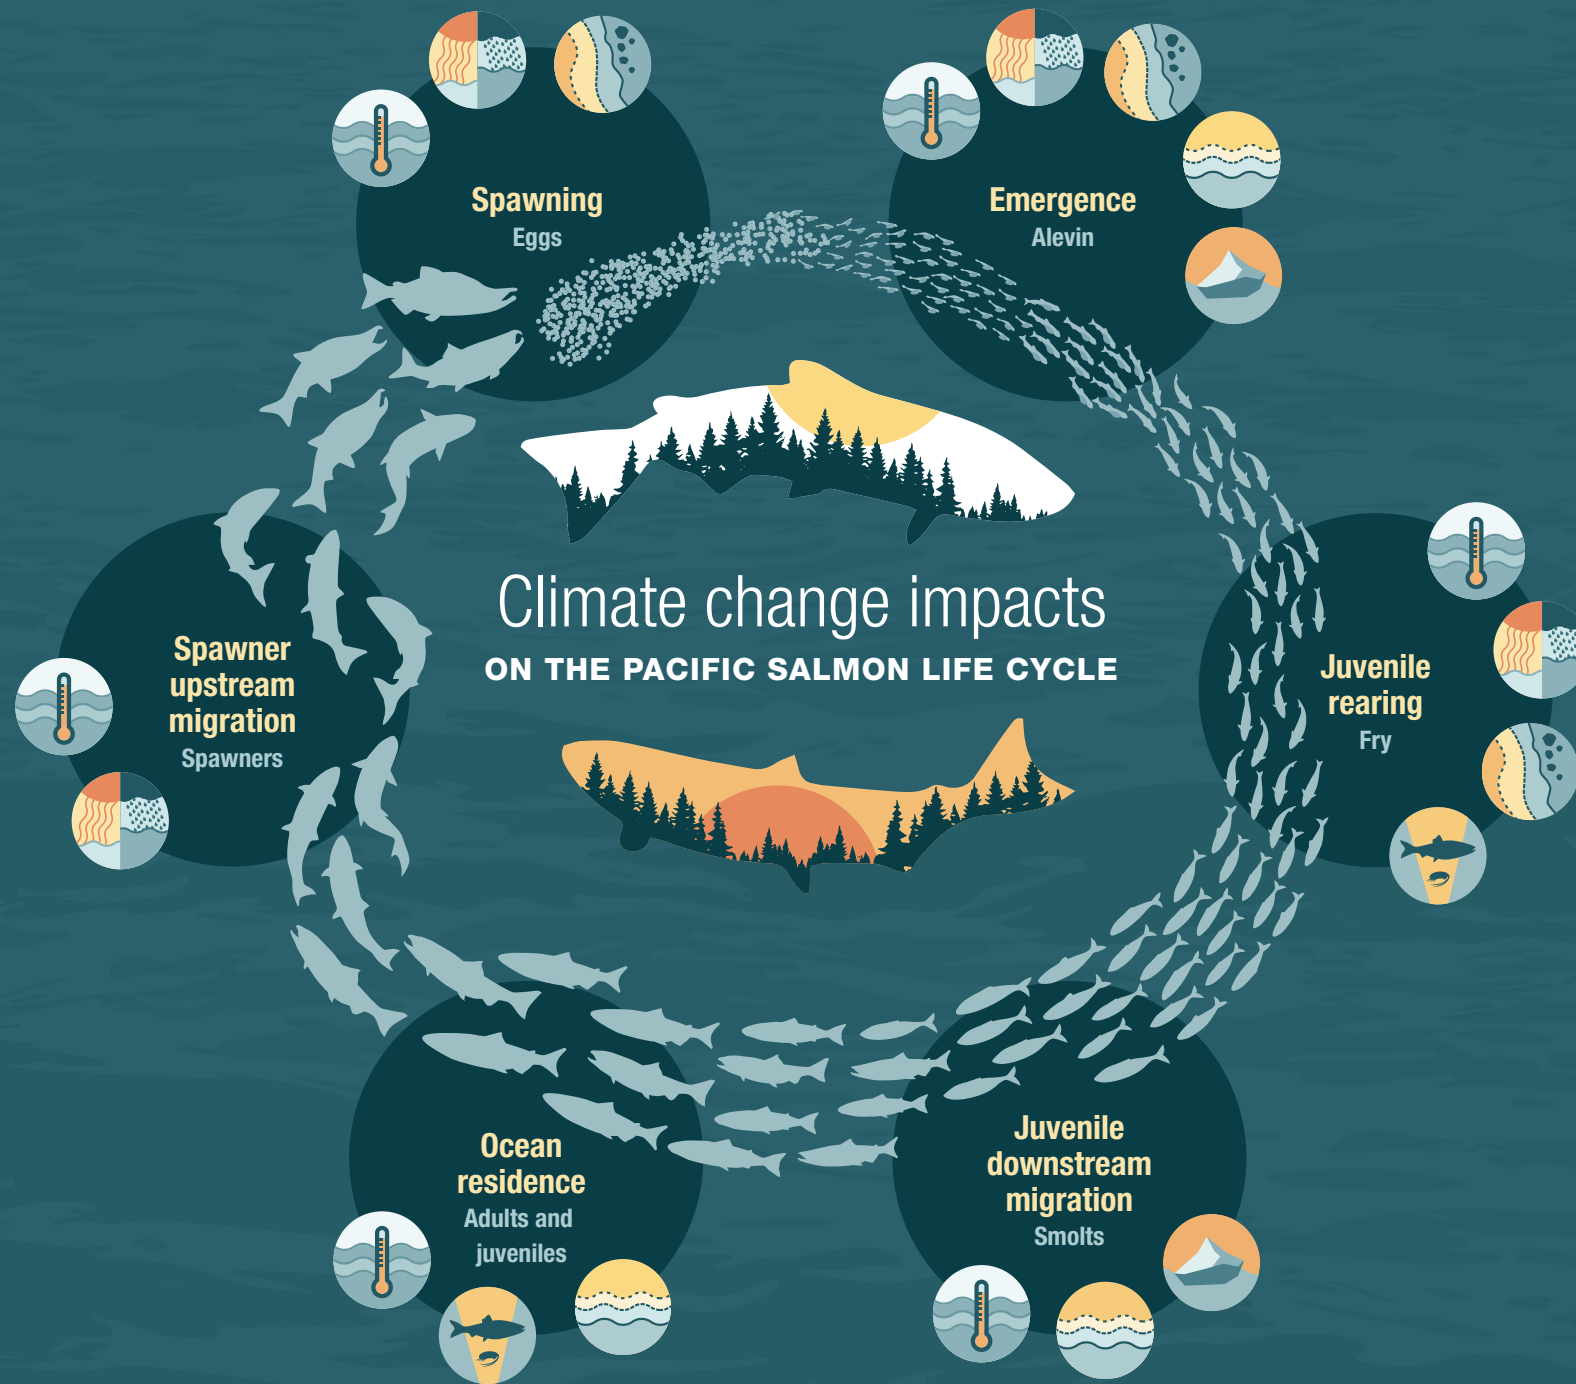 Spawning
Eggs
Emergence
Alevin
Climate change impacts
ON THE PACIFIC SALMON LIFE CYCLE
Spawner
upstream
migration
Spawners
Juvenile
rearing
Fry
Ocean
residence
Adults and
juveniles
Juvenile
downstream
migration
Smolts